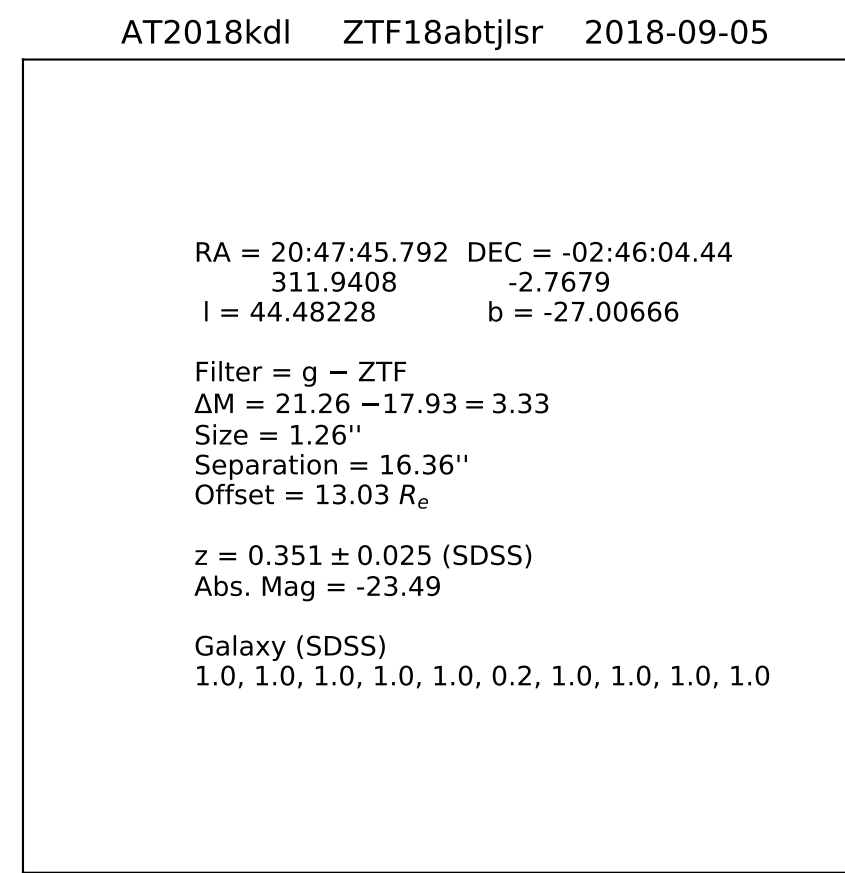 AT2018kdl ZTF18abtjlsr 2018-09-05
RA = 20:47:45.792 DEC = -02:46:04.44
311.9408 -2.7679
l = 44.48228 b = -27.00666
Filter = g − ZTF
ΔM = 21.26 −17.93 = 3.33
Size = 1.26''
Separation = 16.36''
Offset = 13.03 Rₑ
z = 0.351 ± 0.025 (SDSS)
Abs. Mag = -23.49
Galaxy (SDSS)
1.0, 1.0, 1.0, 1.0, 1.0, 0.2, 1.0, 1.0, 1.0, 1.0